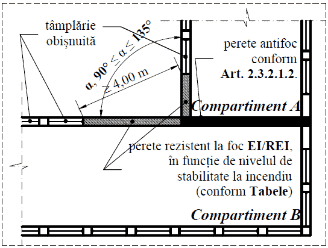 tâmplărie
obișnuită
α, 90° ≤ α ≤ 135°
≥ 4,00 m
perete antifoc
conform
Art. 2.3.2.1.2.
Compartiment A
perete rezistent la foc EI/REI,
în funcție de nivelul de
stabilitate la incendiu
(conform Tabele)
Compartiment B